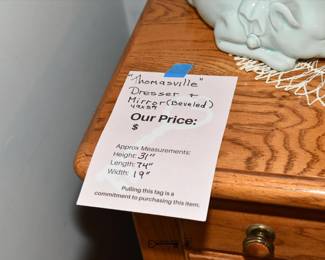 "Thomasville"
Dresser +
Mirror (Beveled)
49x59
Our Price:
$
Approx Measurements:
Height: 31"
Length: 74"
Width: 19"
Pulling this tag is a
commitment to purchasing this item.